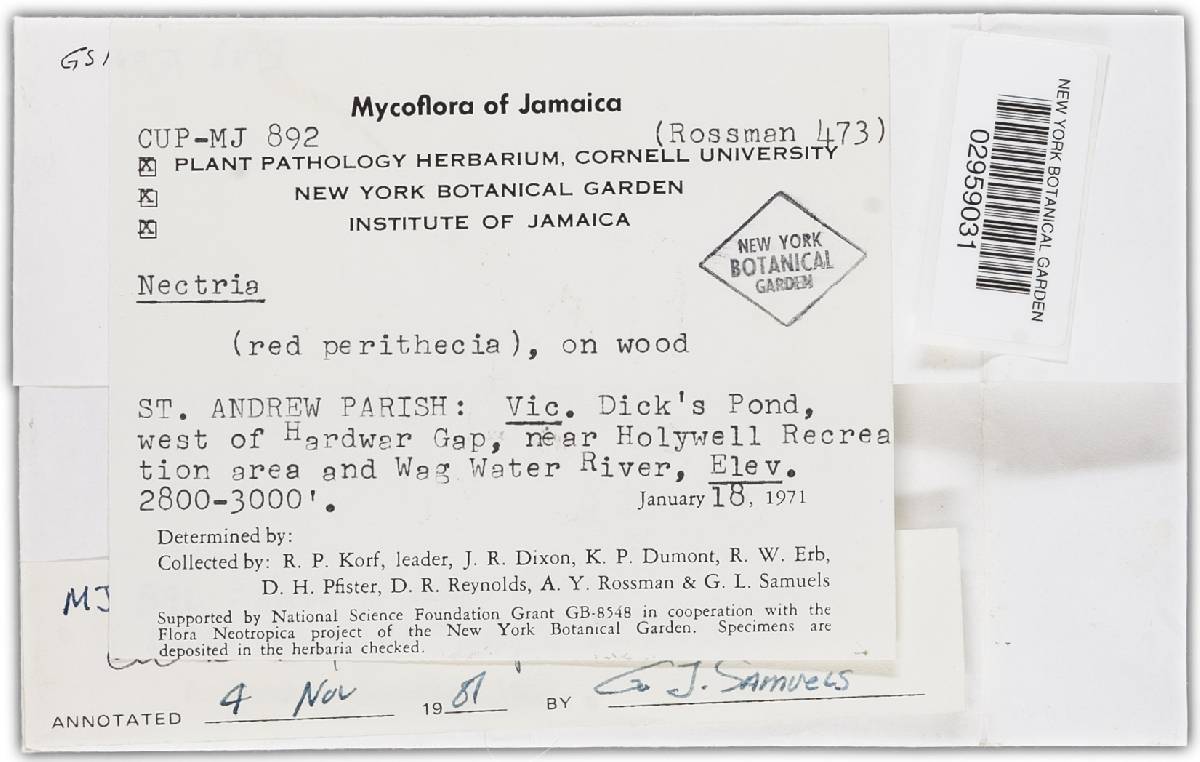 Mycoflora of Jamaica
CUP-MJ 892 (Rossman 473)
☒ PLANT PATHOLOGY HERBARIUM, CORNELL UNIVERSITY
☒ NEW YORK BOTANICAL GARDEN
☒ INSTITUTE OF JAMAICA
NEW YORK
BOTANICAL
GARDEN
Nectria
(red perithecia), on wood
ST. ANDREW PARISH: Vic. Dick's Pond,
west of Hardwar Gap, near Holywell Recrea
tion area and Wag Water River, Elev.
2800-3000'. January 18, 1971
Determined by:
Collected by: R. P. Korf, leader, J. R. Dixon, K. P. Dumont, R. W. Erb,
D. H. Pfister, D. R. Reynolds, A. Y. Rossman & G. L. Samuels
Supported by National Science Foundation Grant GB-8548 in cooperation with the
Flora Neotropica project of the New York Botanical Garden. Specimens are
deposited in the herbaria checked.
MJ
ANNOTATED 4 Nov 1981 BY G J. Samuels
NEW YORK BOTANICAL GARDEN
02959031